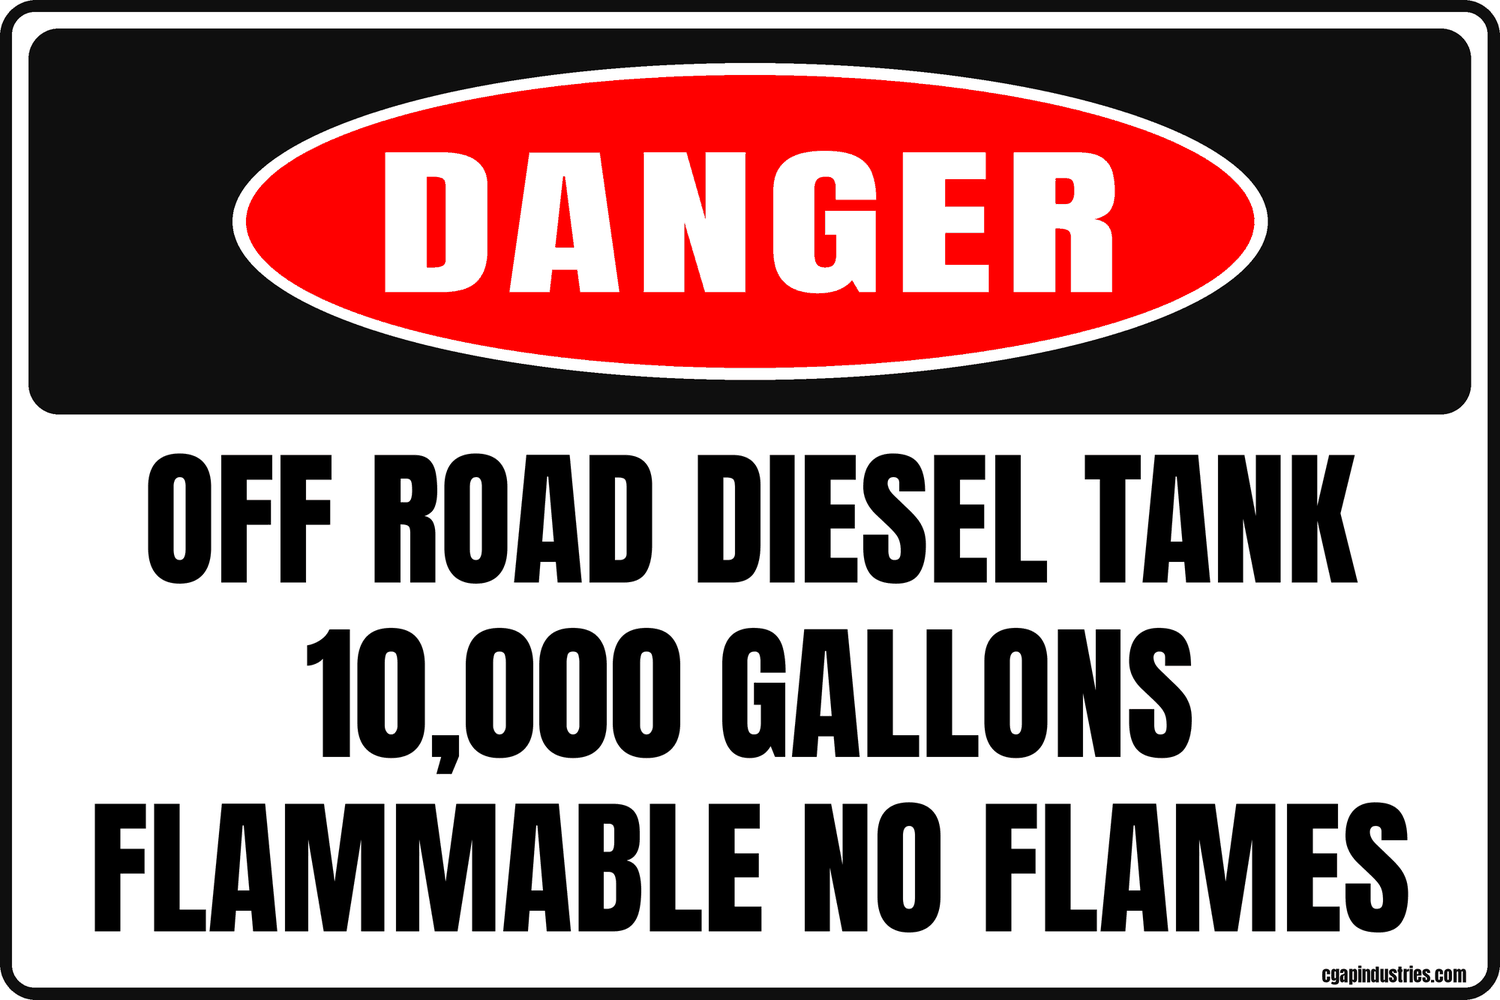 DANGER
OFF ROAD DIESEL TANK
10,000 GALLONS
FLAMMABLE NO FLAMES
cgapindustries.com